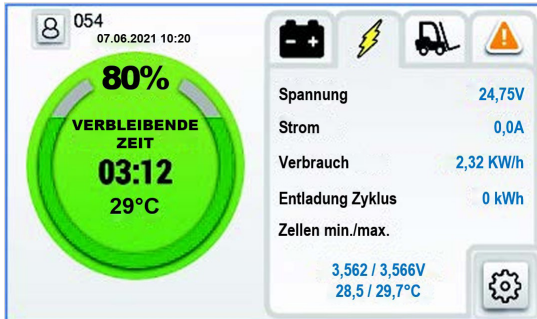 054
07.06.2021 10:20
80%
VERBLEIBENDE
ZEIT
03:12
29°C
- +
Spannung 24,75V
Strom 0,0A
Verbrauch 2,32 KW/h
Entladung Zyklus 0 kWh
Zellen min./max.
3,562 / 3,566V
28,5 / 29,7°C